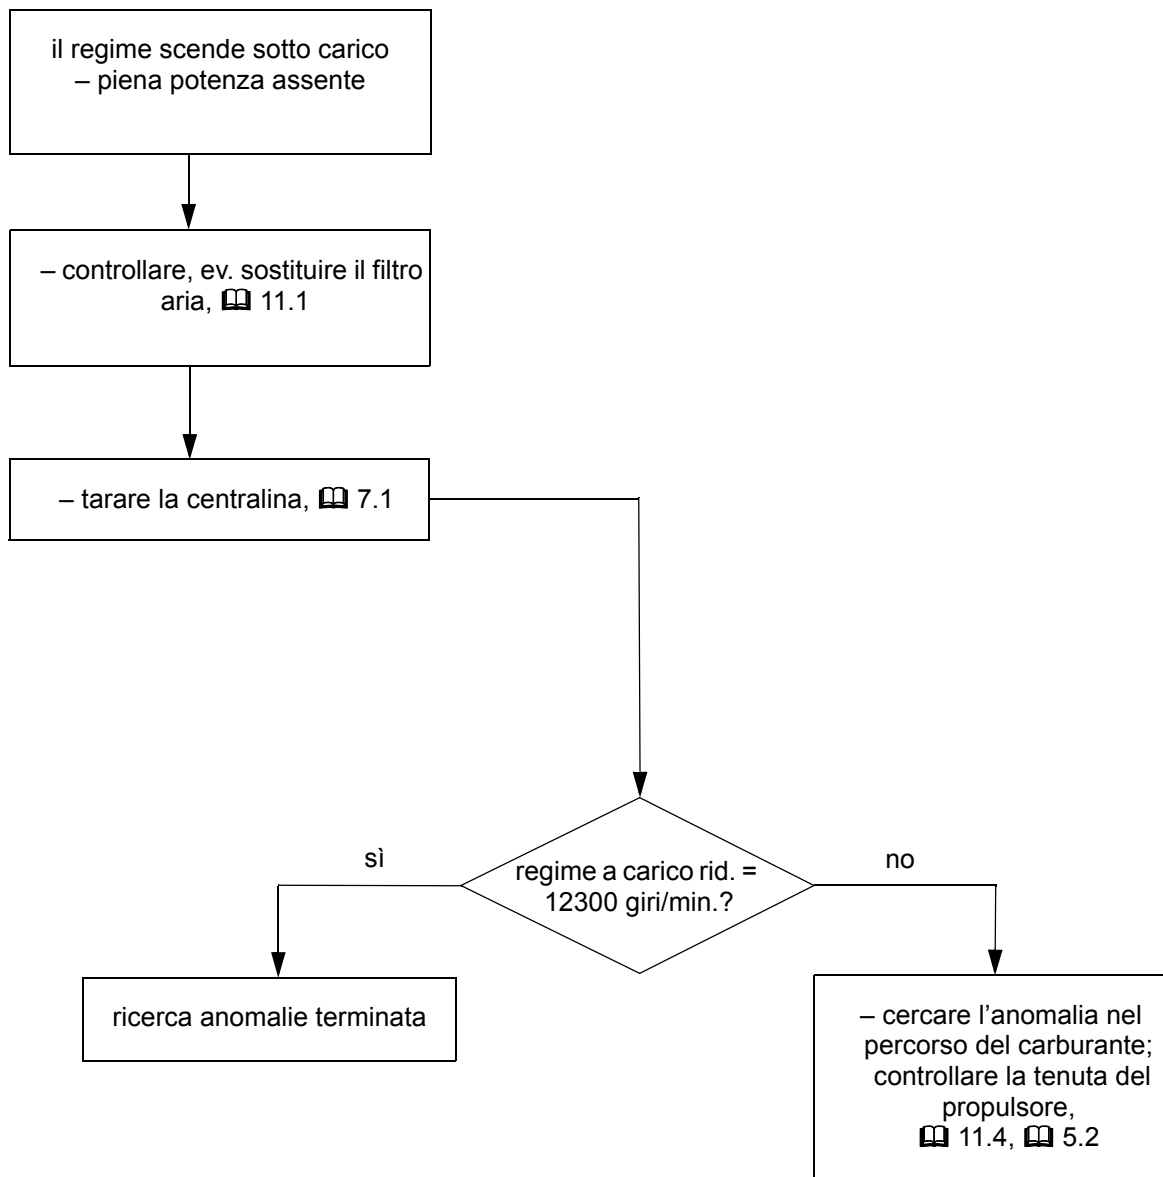 il regime scende sotto carico
– piena potenza assente
– controllare, ev. sostituire il filtro
aria, 🕮 11.1
– tarare la centralina, 🕮 7.1
sì
no
regime a carico rid. =
12300 giri/min.?
ricerca anomalie terminata
– cercare l’anomalia nel
percorso del carburante;
controllare la tenuta del
propulsore,
🕮 11.4, 🕮 5.2